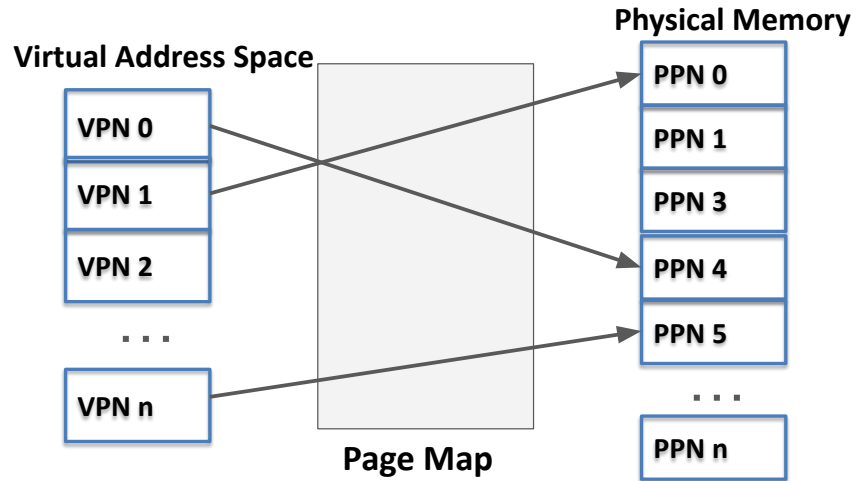 Virtual Address Space
VPN 0
VPN 1
VPN 2
...
VPN n
Page Map
Physical Memory
PPN 0
PPN 1
PPN 3
PPN 4
PPN 5
...
PPN n